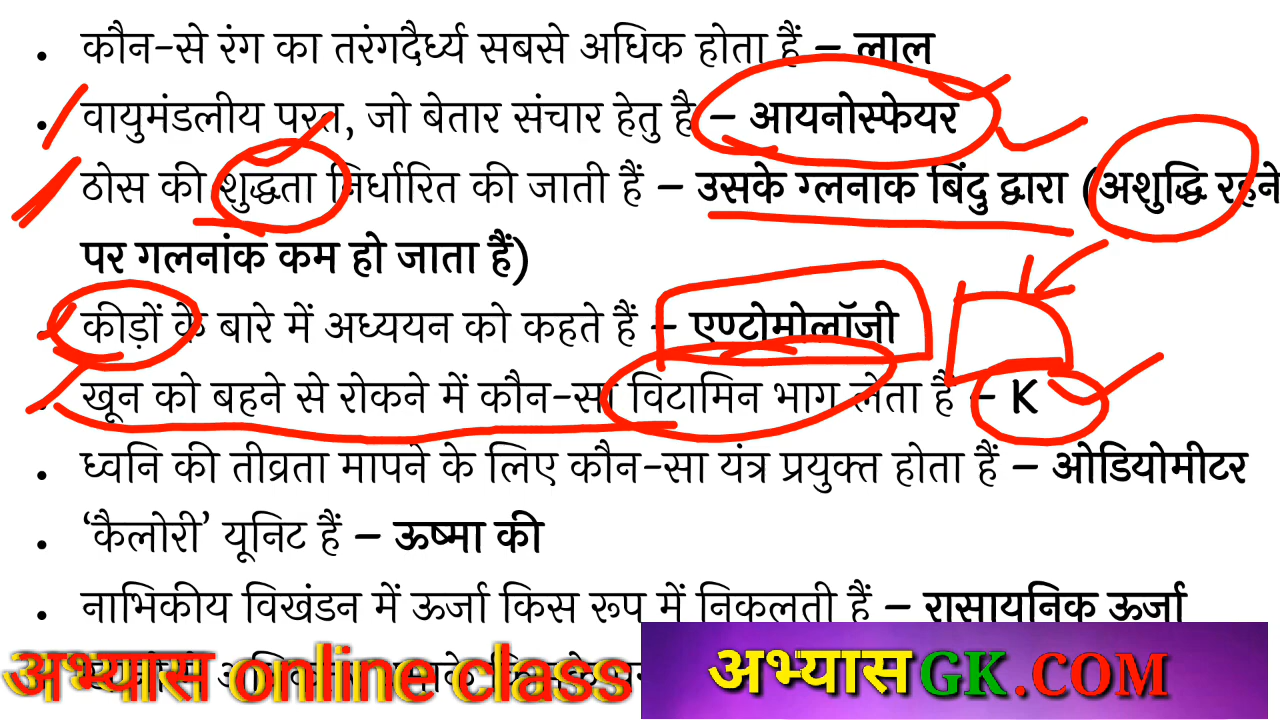 • कौन-से रंग का तरंगदैर्ध्य सबसे अधिक होता हैं – लाल
• वायुमंडलीय परत, जो बेतार संचार हेतु है – आयनोस्फेयर
ठोस की शुद्धता निर्धारित की जाती हैं – उसके ग्लनाक बिंदु द्वारा (अशुद्धि रहने
पर गलनांक कम हो जाता हैं)
• कीड़ों के बारे में अध्ययन को कहते हैं – एण्टोमोलॉजी
• खून को बहने से रोकने में कौन-सा विटामिन भाग लेता हैं – K
• ध्वनि की तीव्रता मापने के लिए कौन-सा यंत्र प्रयुक्त होता हैं – ओडियोमीटर
• ‘कैलोरी’ यूनिट हैं – ऊष्मा की
• नाभिकीय विखंडन में ऊर्जा किस रूप में निकलती हैं – रासायनिक ऊर्जा
अभ्यास online class
अभ्यासGK.COM